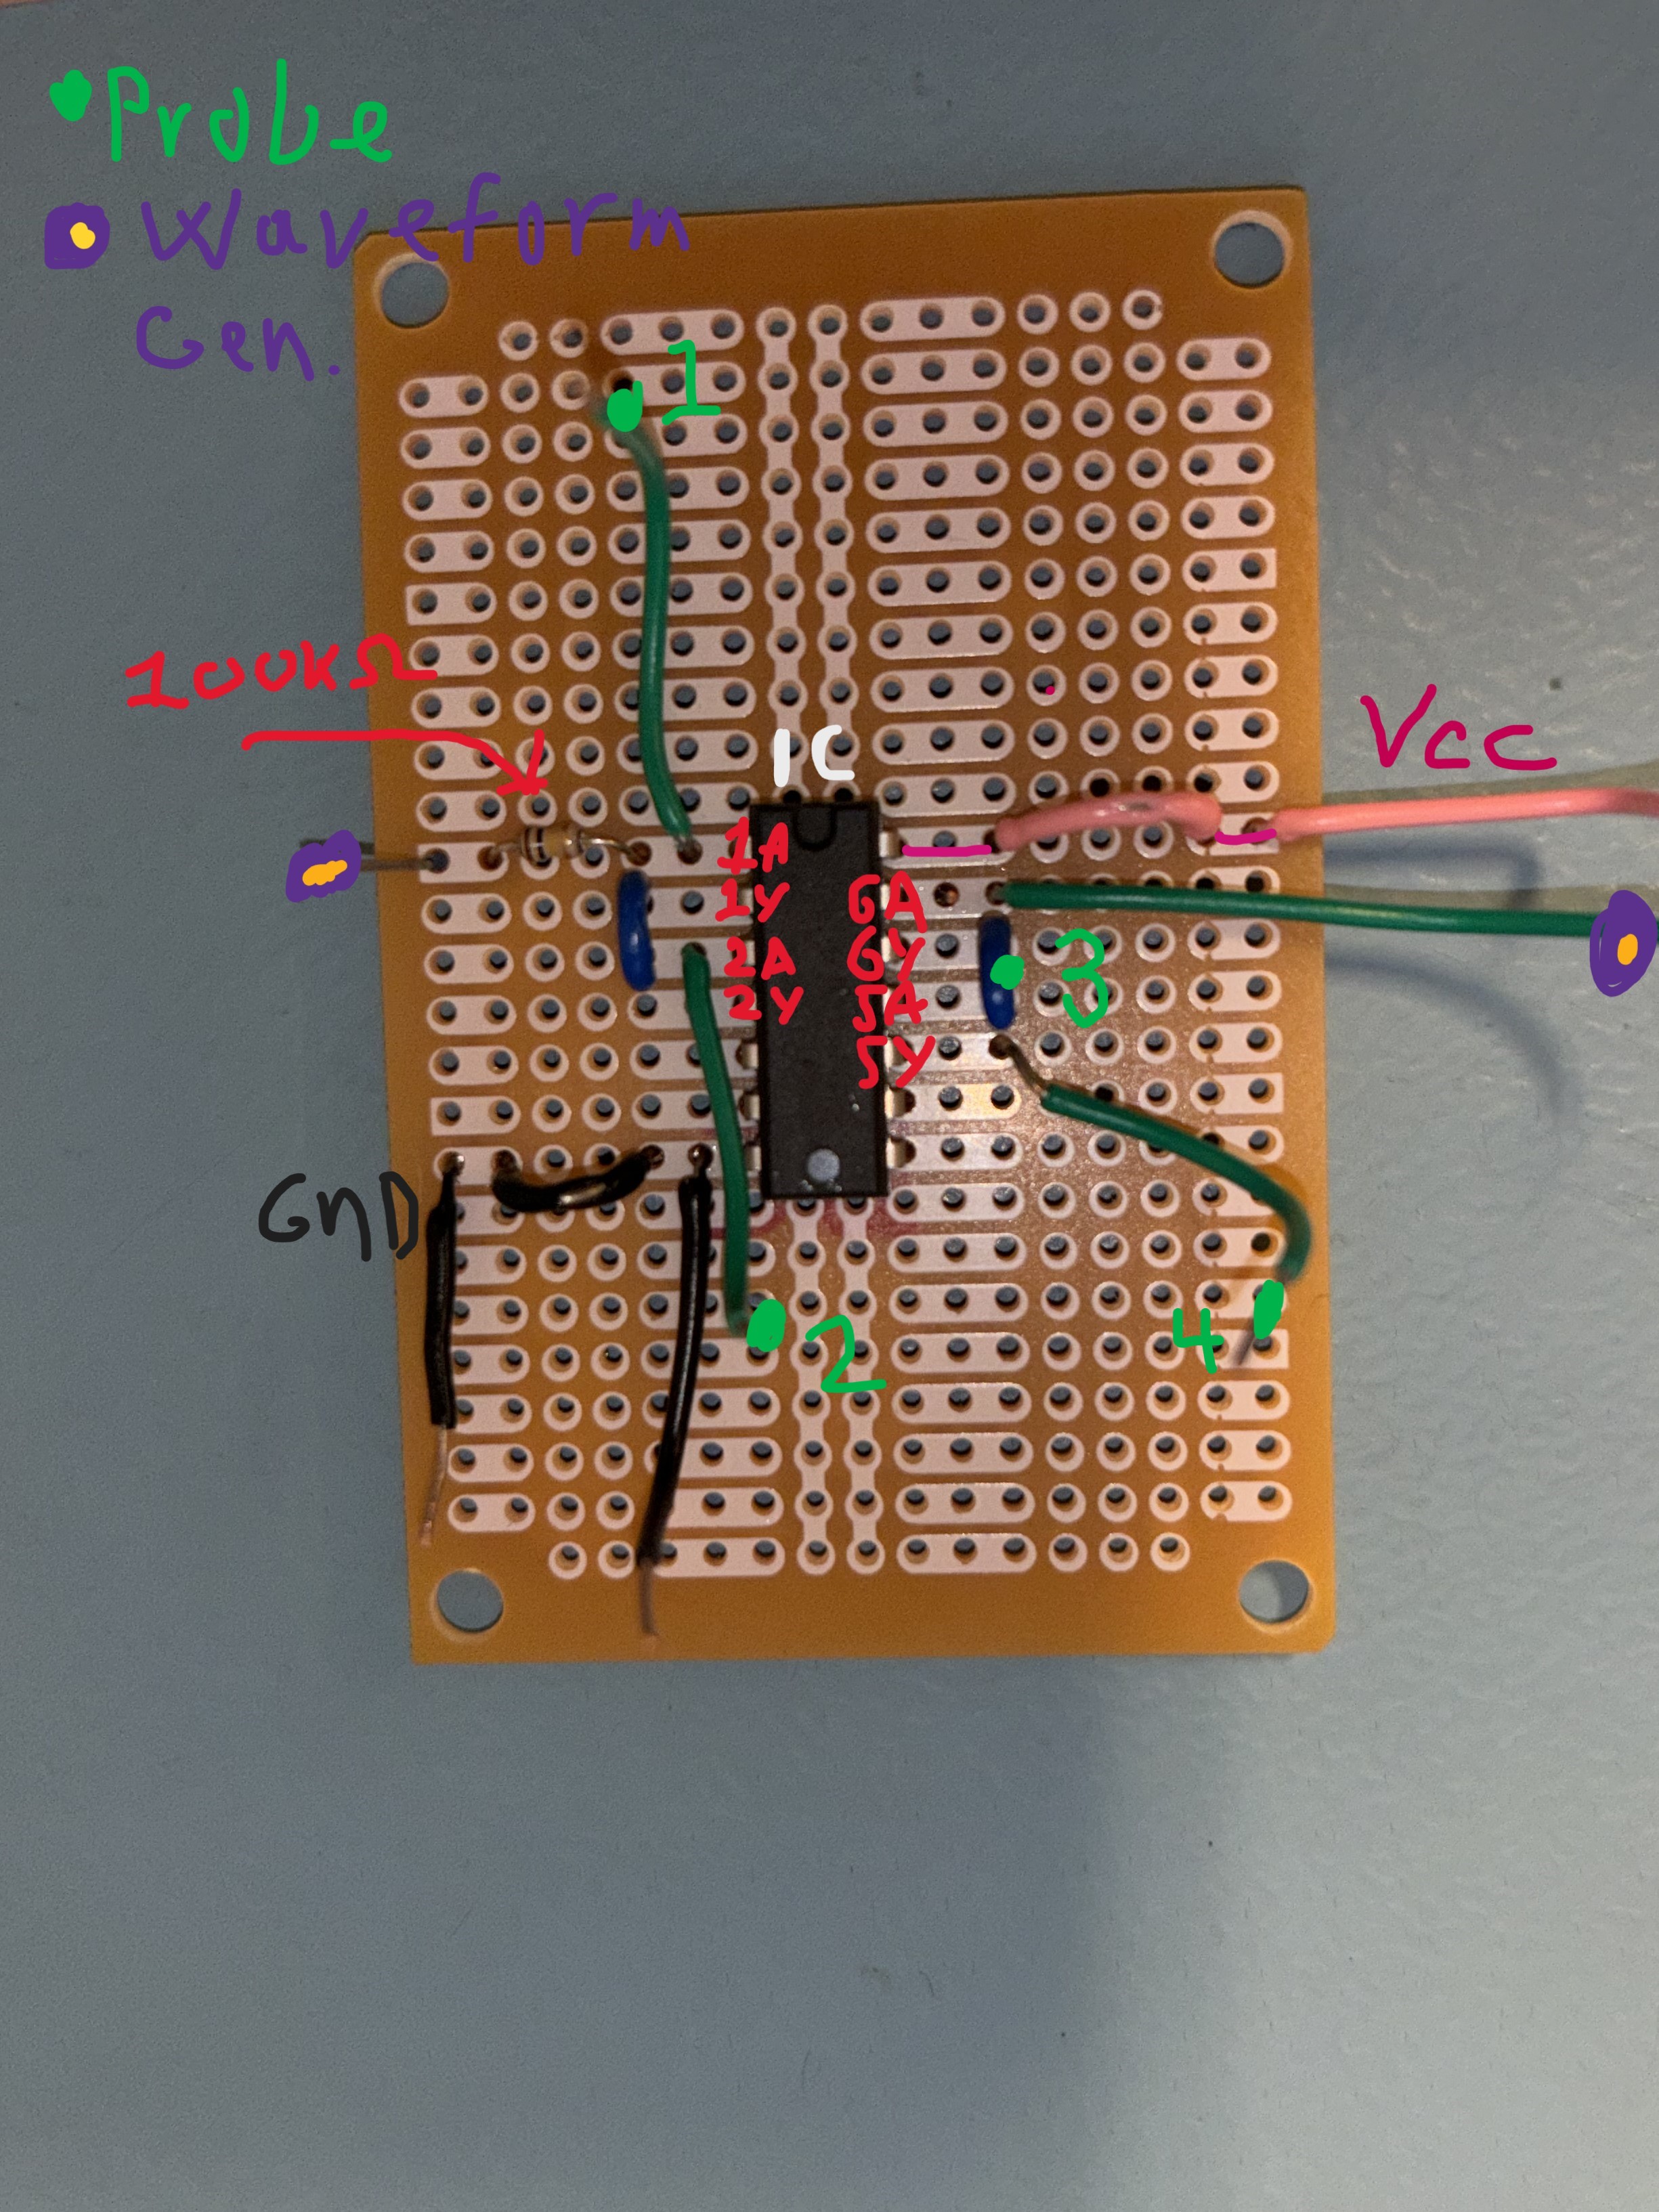 Probe
Waveform
Gen.
1
100kΩ
IC
Vcc
1A
1Y 6A
2A 6Y 3
2Y 5A
5Y
GND
4
2